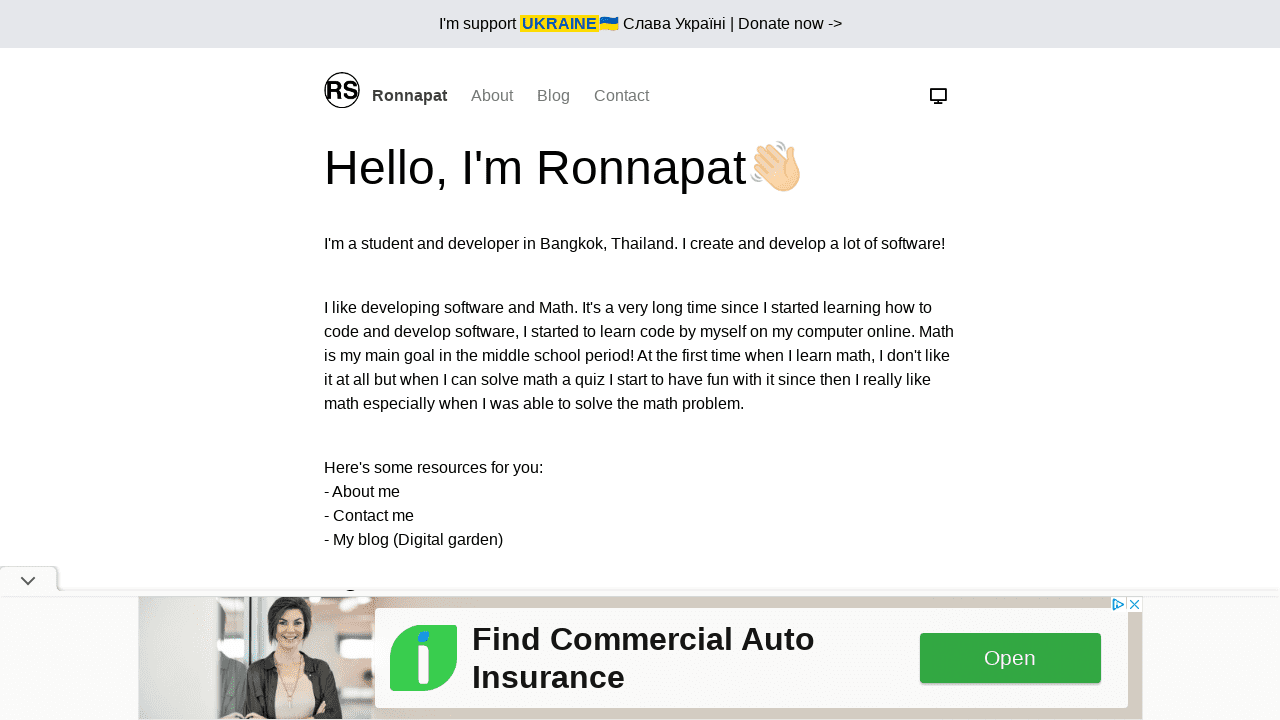 I'm support UKRAINE🇺🇦 Слава Україні | Donate now ->
RS Ronnapat About Blog Contact
Hello, I'm Ronnapat👋🏻
I'm a student and developer in Bangkok, Thailand. I create and develop a lot of software!
I like developing software and Math. It's a very long time since I started learning how to
code and develop software, I started to learn code by myself on my computer online. Math
is my main goal in the middle school period! At the first time when I learn math, I don't like
it at all but when I can solve math a quiz I start to have fun with it since then I really like
math especially when I was able to solve the math problem.
Here's some resources for you:
- About me
- Contact me
- My blog (Digital garden)
Find Commercial Auto
Insurance
Open